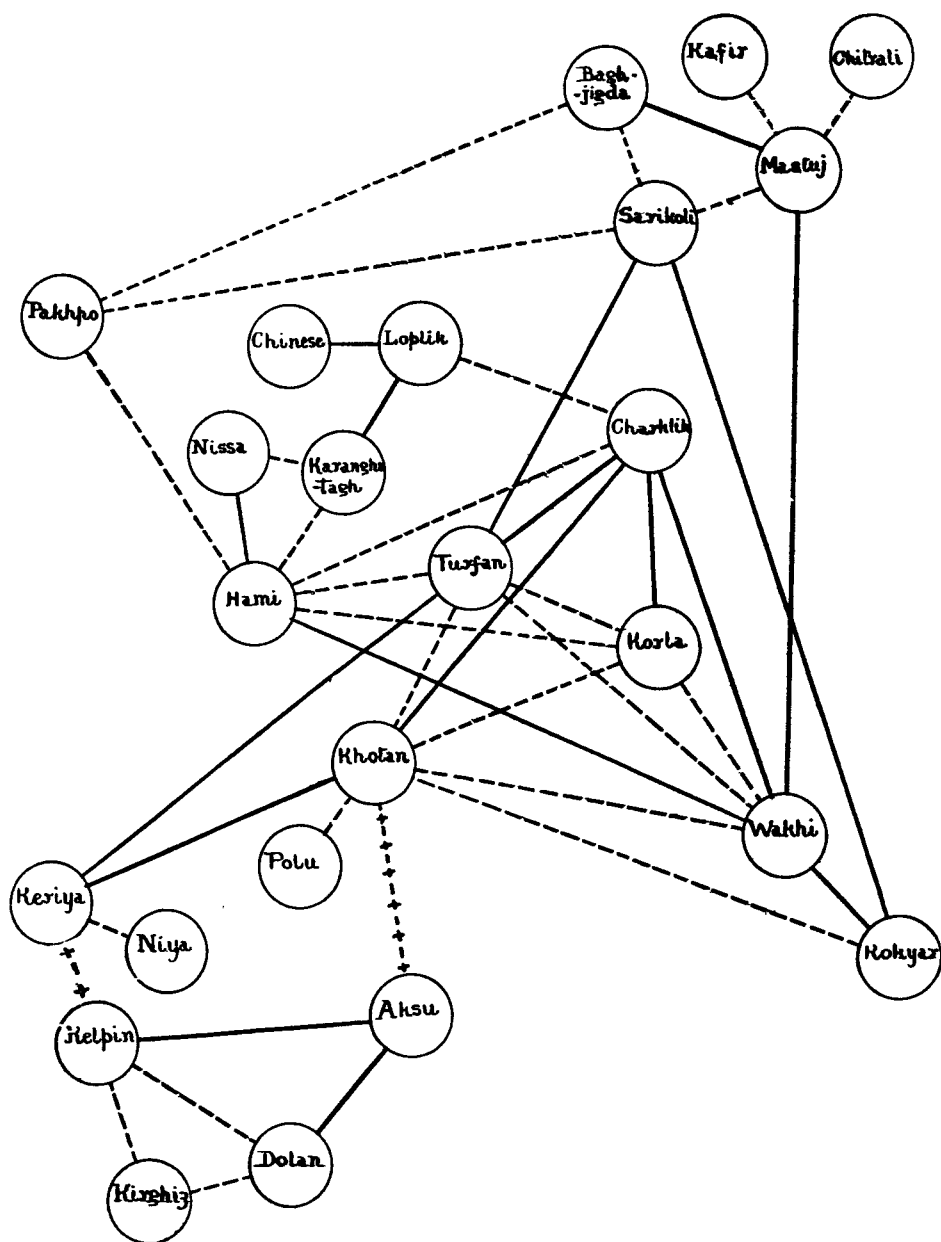 Kafir
Chitrali
Bagh-
-jigda
Mastuj
Sarikoli
Pakhpo
Chinese
Loplik
Charklik
Nissa
Karanghu
-Tagh
Turfan
Hami
Korla
Khotan
Wakhi
Polu
Keriya
Niya
Kokyar
Aksu
Kelpin
Dolan
Kirghiz